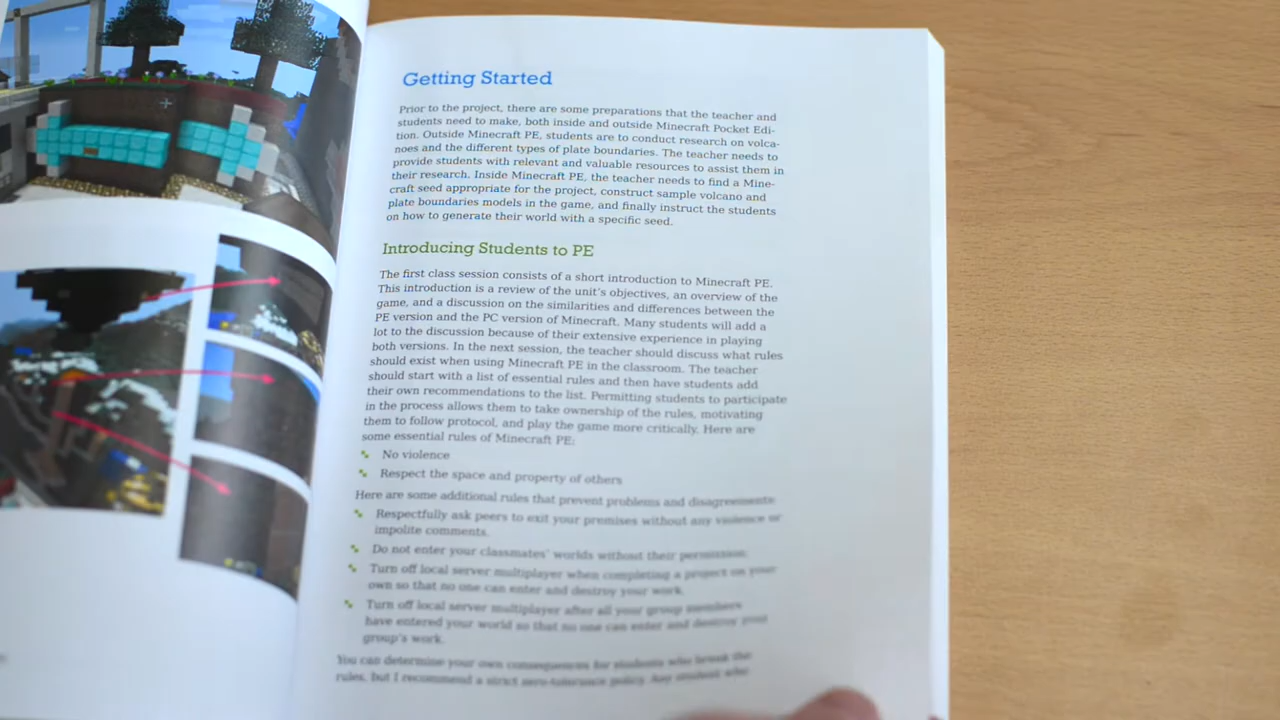 Getting Started
Prior to the project, there are some preparations that the teacher and
students need to make, both inside and outside Minecraft Pocket Edi-
tion. Outside Minecraft PE, students are to conduct research on volca-
noes and the different types of plate boundaries. The teacher needs to
provide students with relevant and valuable resources to assist them in
their research. Inside Minecraft PE, the teacher needs to find a Mine-
craft seed appropriate for the project, construct sample volcano and
plate boundaries models in the game, and finally instruct the students
on how to generate their world with a specific seed.
Introducing Students to PE
The first class session consists of a short introduction to Minecraft PE.
This introduction is a review of the unit's objectives, an overview of the
game, and a discussion on the similarities and differences between the
PE version and the PC version of Minecraft. Many students will add a
lot to the discussion because of their extensive experience in playing
both versions. In the next session, the teacher should discuss what rules
should exist when using Minecraft PE in the classroom. The teacher
should start with a list of essential rules and then have students add
their own recommendations to the list. Permitting students to participate
in the process allows them to take ownership of the rules, motivating
them to follow protocol, and play the game more critically. Here are
some essential rules of Minecraft PE:
No violence
Respect the space and property of others
Here are some additional rules that prevent problems and disagreements:
Respectfully ask peers to exit your premises without any violence or
impolite comments.
Do not enter your classmates' worlds without their permission.
Turn off local server multiplayer when completing a project on your
own so that no one can enter and destroy your work.
Turn off local server multiplayer after all your group members
have entered your world so that no one can enter and destroy your
group's work.
You can determine your own consequences for students who break the
rules, but I recommend a strict zero-tolerance policy. Any student who